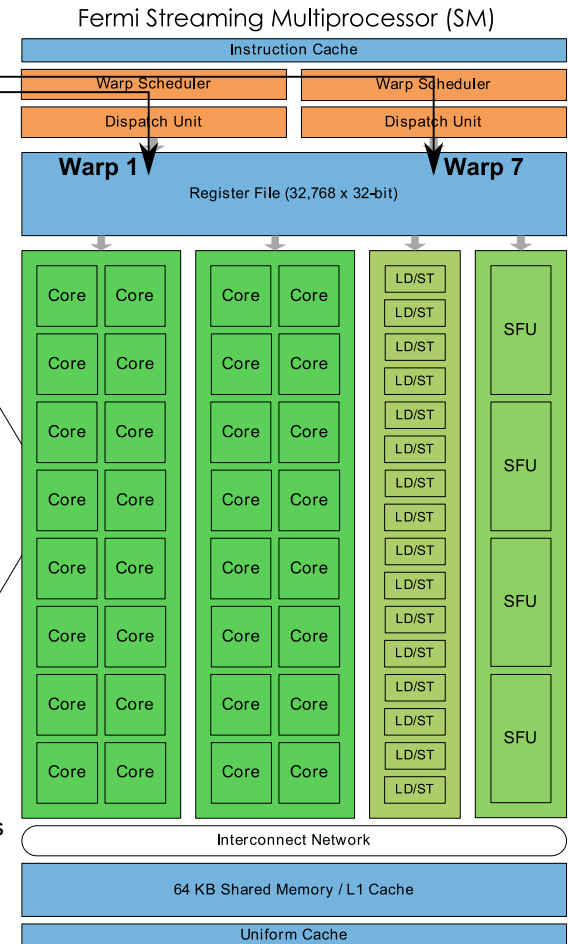 Fermi Streaming Multiprocessor (SM)
Instruction Cache
Warp Scheduler Warp Scheduler
Dispatch Unit Dispatch Unit
Warp 1 Warp 7
Register File (32,768 x 32-bit)
Core Core Core Core LD/ST
LD/ST
SFU
Core Core Core Core LD/ST
LD/ST
Core Core Core Core LD/ST
LD/ST
SFU
Core Core Core Core LD/ST
LD/ST
Core Core Core Core LD/ST
LD/ST
SFU
Core Core Core Core LD/ST
LD/ST
Core Core Core Core LD/ST
LD/ST
SFU
Core Core Core Core LD/ST
LD/ST
s
Interconnect Network
64 KB Shared Memory / L1 Cache
Uniform Cache